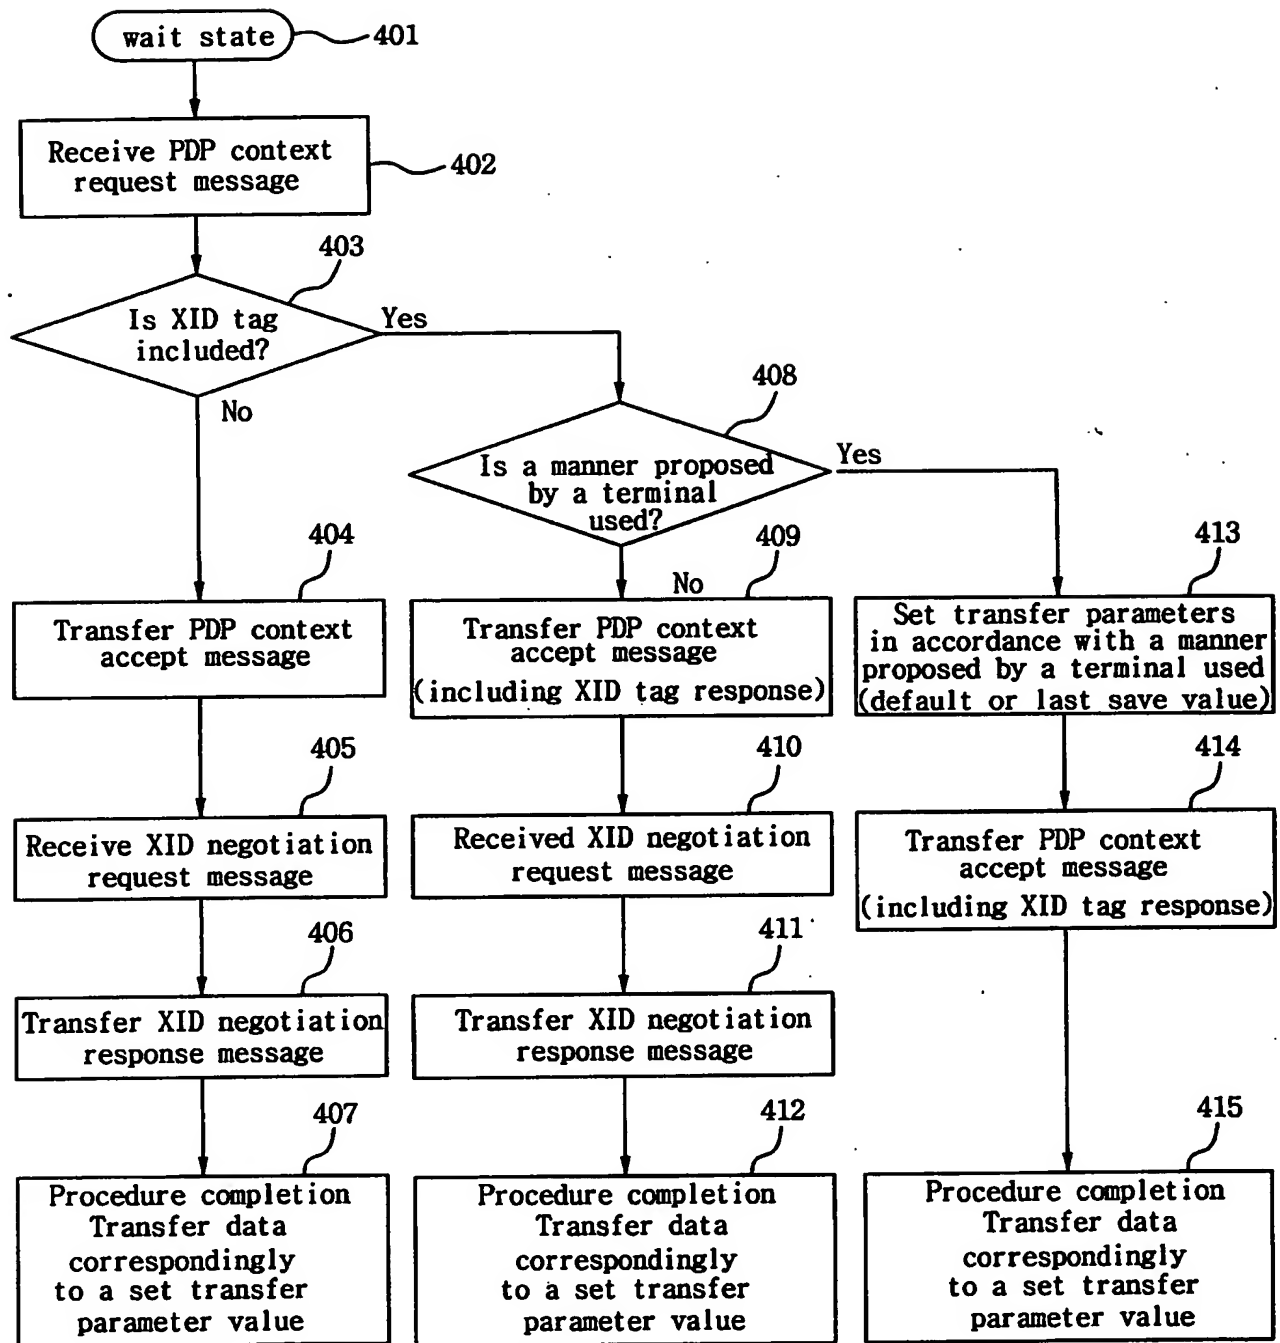 wait state
401
Receive PDP context
request message
402
403
Is XID tag
included?
Yes
No
408
Is a manner proposed
by a terminal
used?
Yes
No
404
Transfer PDP context
accept message
409
Transfer PDP context
accept message
(including XID tag response)
413
Set transfer parameters
in accordance with a manner
proposed by a terminal used
(default or last save value)
405
Receive XID negotiation
request message
410
Received XID negotiation
request message
414
Transfer PDP context
accept message
(including XID tag response)
406
Transfer XID negotiation
response message
411
Transfer XID negotiation
response message
407
Procedure completion
Transfer data
correspondingly
to a set transfer
parameter value
412
Procedure completion
Transfer data
correspondingly
to a set transfer
parameter value
415
Procedure completion
Transfer data
correspondingly
to a set transfer
parameter value